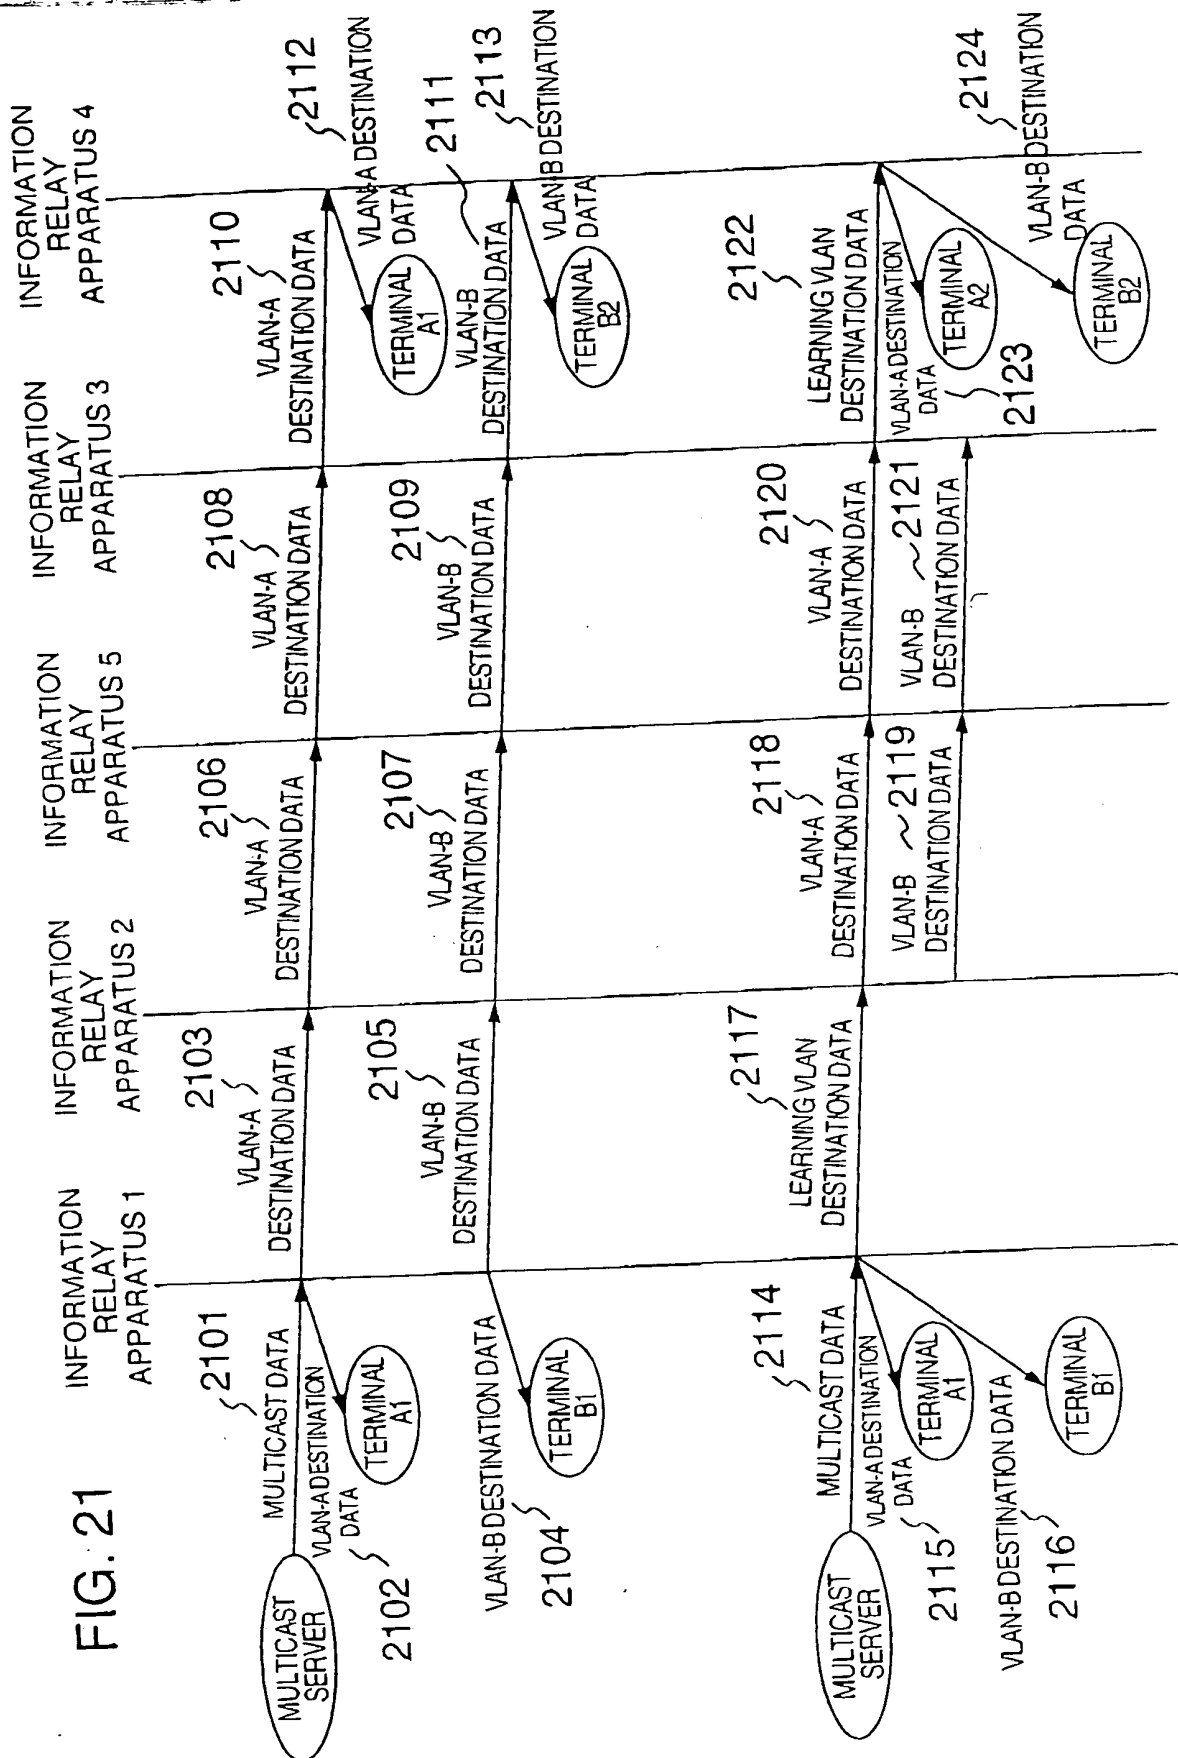 FIG. 21
INFORMATION
RELAY
APPARATUS 1
INFORMATION
RELAY
APPARATUS 2
INFORMATION
RELAY
APPARATUS 5
INFORMATION
RELAY
APPARATUS 3
INFORMATION
RELAY
APPARATUS 4
MULTICAST
SERVER
2101
MULTICAST DATA
VLAN-A DESTINATION
DATA
2102
TERMINAL
A1
2103
VLAN-A
DESTINATION DATA
2106
VLAN-A
DESTINATION DATA
2108
VLAN-A
DESTINATION DATA
2110
VLAN-A
DESTINATION DATA
2112
VLAN-A DESTINATION
DATA
TERMINAL
A1
VLAN-B DESTINATION DATA
2104
TERMINAL
B1
2105
VLAN-B
DESTINATION DATA
2107
VLAN-B
DESTINATION DATA
2109
VLAN-B
DESTINATION DATA
2111
VLAN-B
DESTINATION DATA
2113
VLAN-B DESTINATION
DATA
TERMINAL
B2
MULTICAST
SERVER
2114
MULTICAST DATA
VLAN-A DESTINATION
DATA
2115
TERMINAL
A1
VLAN-B DESTINATION DATA
2116
TERMINAL
B1
2117
LEARNING VLAN
DESTINATION DATA
2118
VLAN-A
DESTINATION DATA
VLAN-B 2119
DESTINATION DATA
2120
VLAN-A
DESTINATION DATA
VLAN-B 2121
DESTINATION DATA
2122
LEARNING VLAN
DESTINATION DATA
VLAN-A DESTINATION
DATA
2123
TERMINAL
A2
2124
VLAN-B DESTINATION
DATA
TERMINAL
B2